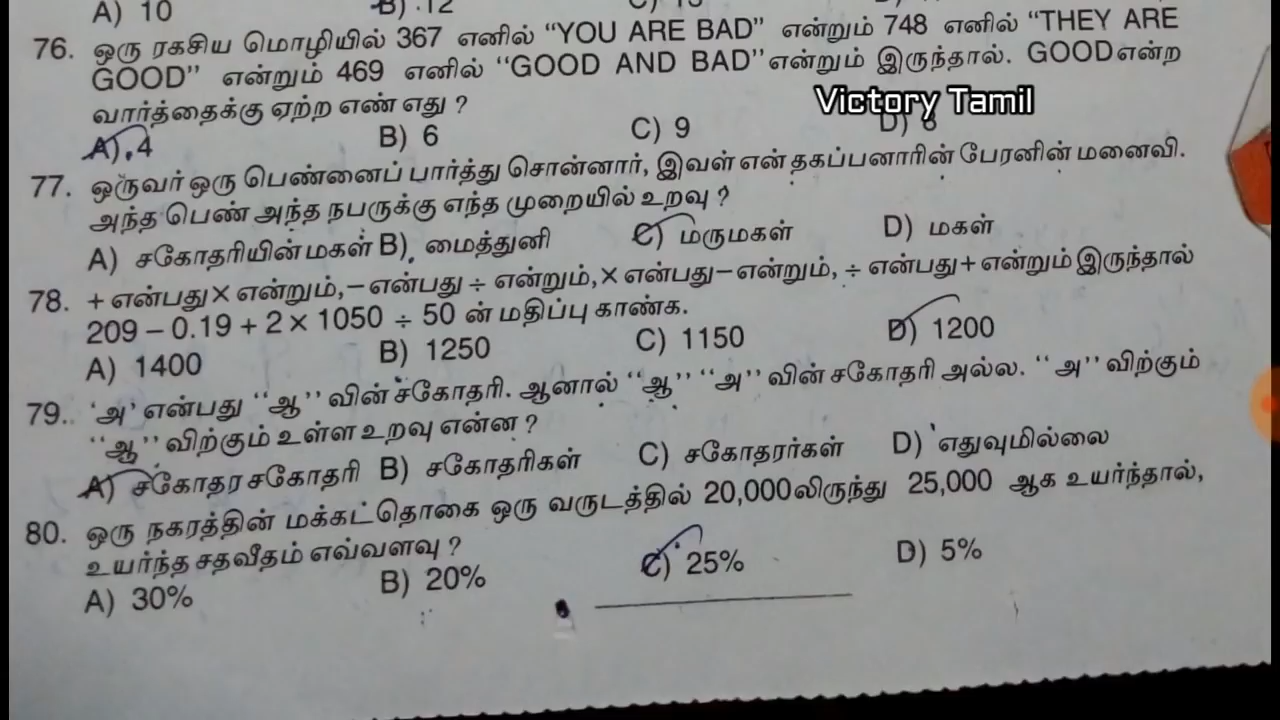 A) 10 B) 12
76. ஒரு ரகசிய மொழியில் 367 எனில் “YOU ARE BAD” என்றும் 748 எனில் “THEY ARE
GOOD” என்றும் 469 எனில் “GOOD AND BAD” என்றும் இருந்தால். GOOD என்ற
வார்த்தைக்கு ஏற்ற எண் எது ?
Victory Tamil
A) 4 B) 6 C) 9 D)
77. ஒருவர் ஒரு பெண்னைப் பார்த்து சொன்னார், இவள் என் தகப்பனாரின் பேரனின் மனைவி.
அந்த பெண் அந்த நபருக்கு எந்த முறையில் உறவு ?
A) சகோதரியின் மகள் B) மைத்துனி C) மருமகள் D) மகள்
78. + என்பது × என்றும், – என்பது ÷ என்றும், × என்பது – என்றும், ÷ என்பது + என்றும் இருந்தால்
209 – 0.19 + 2 × 1050 ÷ 50 ன் மதிப்பு காண்க.
A) 1400 B) 1250 C) 1150 D) 1200
79. ‘அ’ என்பது “ஆ” வின் சகோதரி. ஆனால் “ஆ” “அ” வின் சகோதரி அல்ல. “அ” விற்கும்
“ஆ” விற்கும் உள்ள உறவு என்ன ?
A) சகோதர சகோதரி B) சகோதரிகள் C) சகோதரர்கள் D) எதுவுமில்லை
80. ஒரு நகரத்தின் மக்கட்தொகை ஒரு வருடத்தில் 20,000லிருந்து 25,000 ஆக உயர்ந்தால்,
உயர்ந்த சதவீதம் எவ்வளவு ?
A) 30% B) 20% C) 25% D) 5%